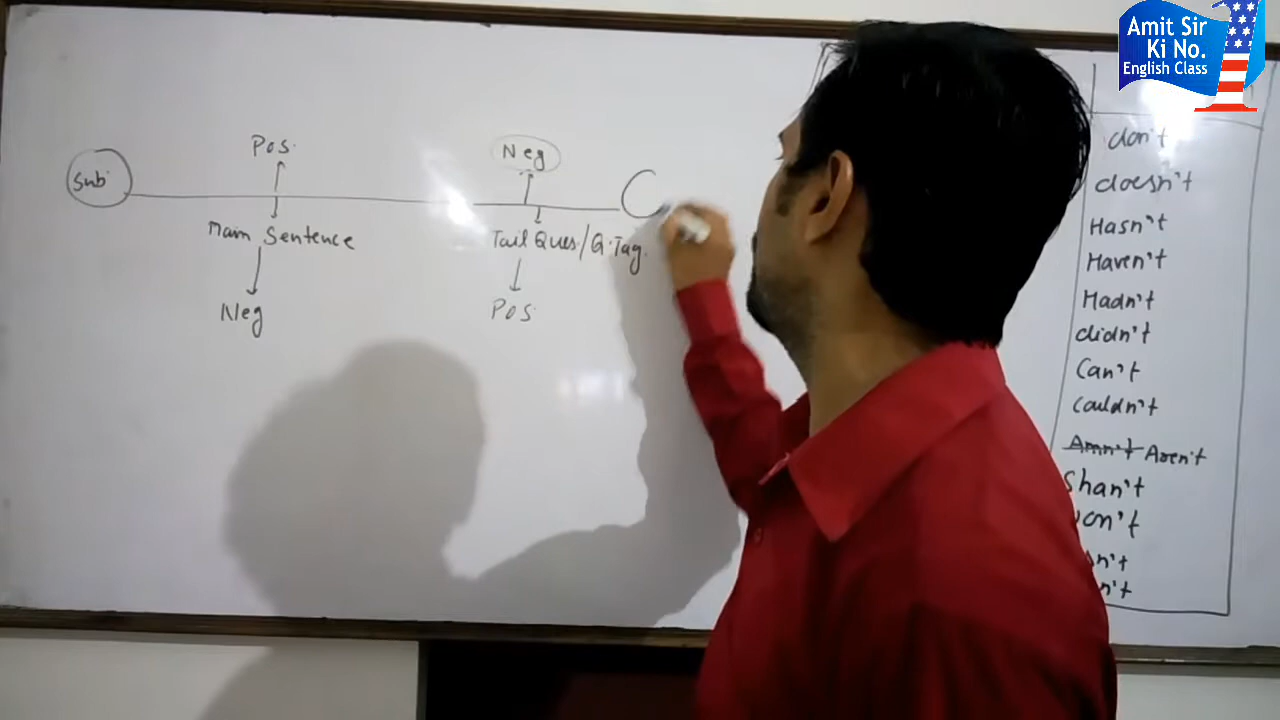 Amit Sir
Ki No.
English Class
Sub
Pos.
Neg
Main Sentence
Tail Ques/Q.Tag.
Neg
Pos.
don't
doesn't
Hasn't
Haven't
Hadn't
didn't
Can't
Couldn't
Amn't Aren't
Shan't